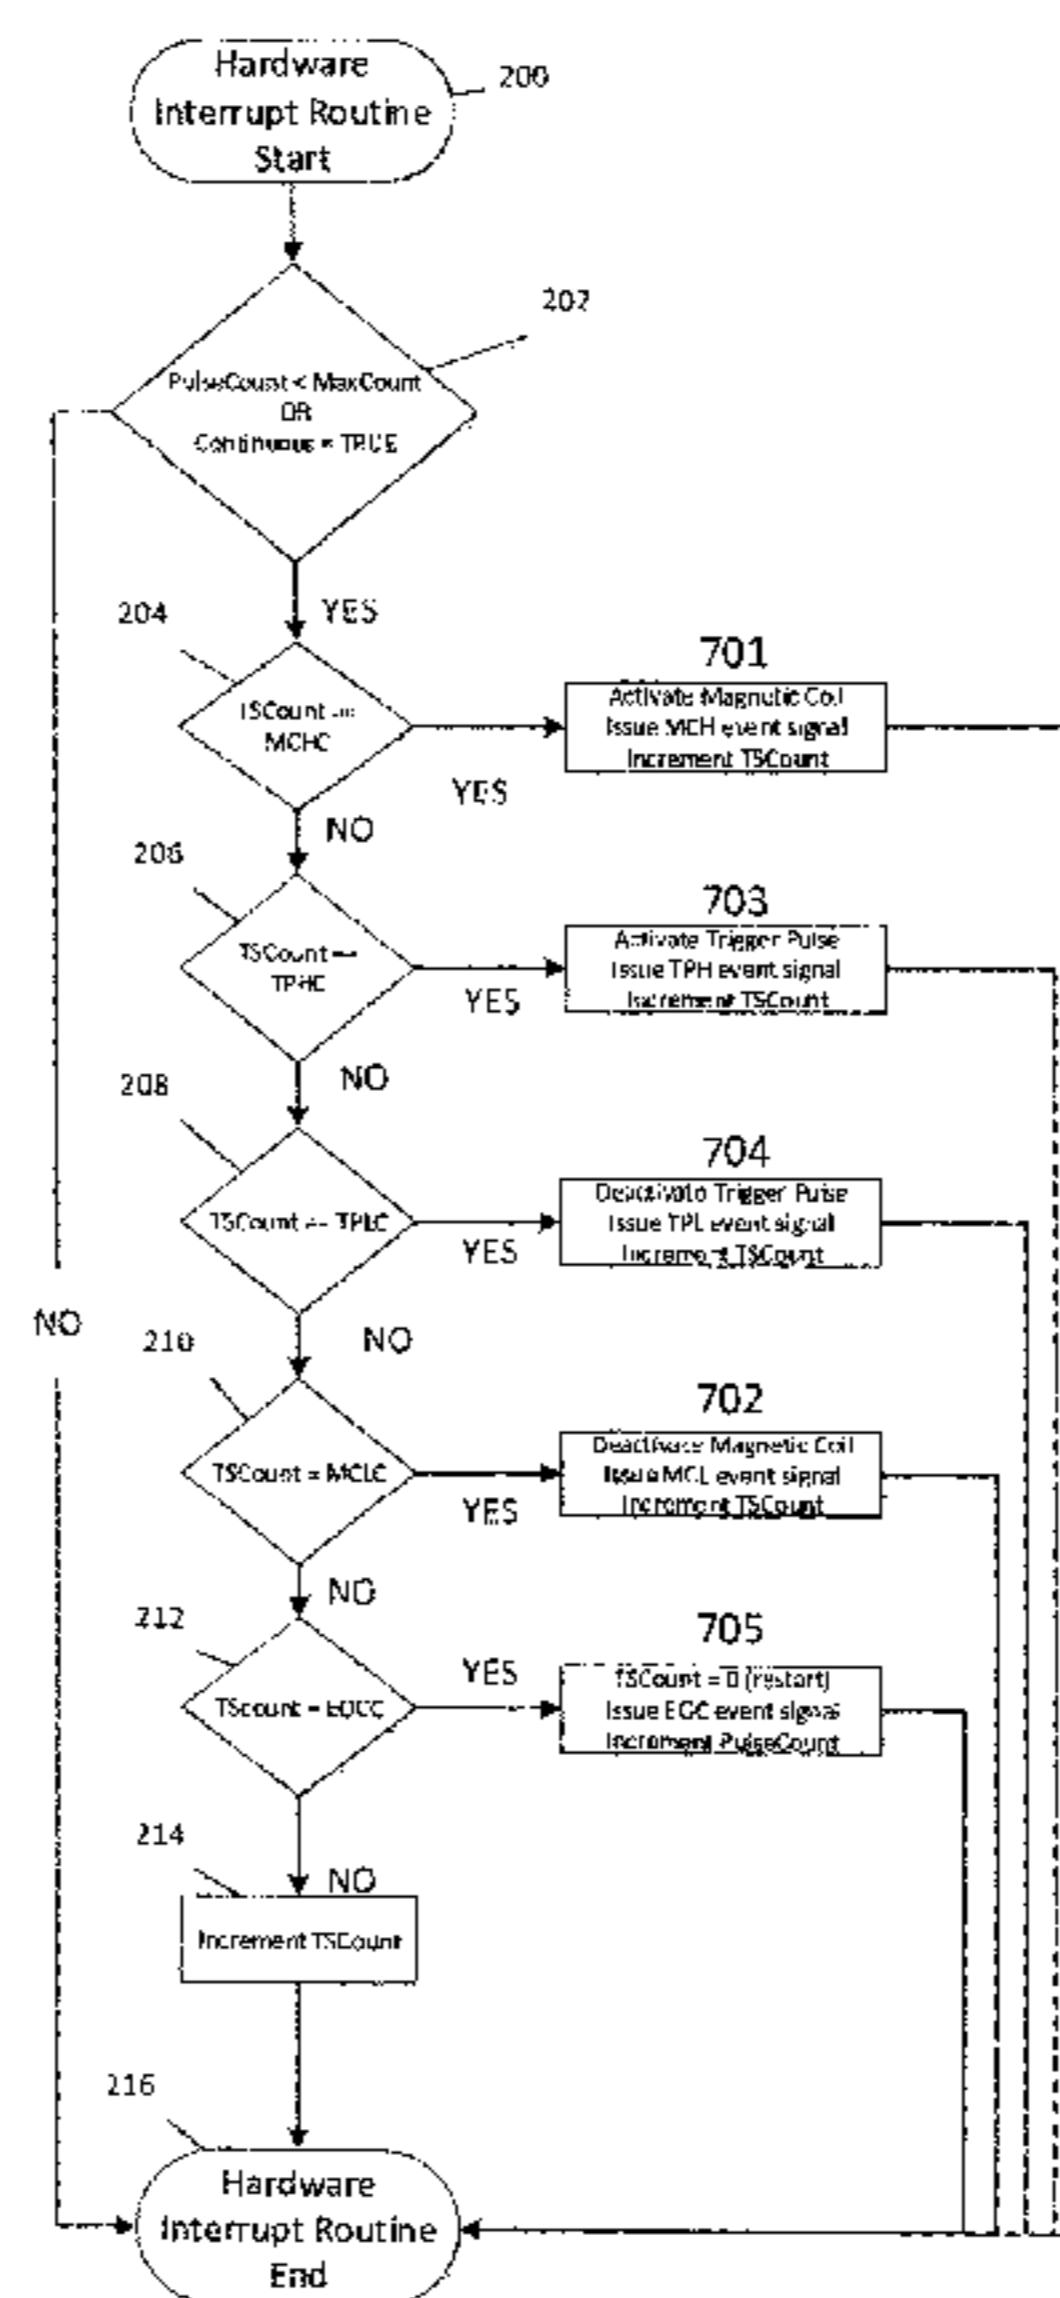 Hardware
Interrupt Routine
Start
200
202
PulseCount < MaxCount
OR
Continuous = TRUE
YES
204
TSCount ==
MCHC
YES
NO
701
Activate Magnetic Coil
Issue MCH event signal
Increment TSCount
206
TSCount ==
TPHC
YES
NO
703
Activate Trigger Pulse
Issue TPH event signal
Increment TSCount
208
TSCount == TPLC
YES
NO
704
Deactivate Trigger Pulse
Issue TPL event signal
Increment TSCount
NO
210
TSCount = MCLC
YES
NO
702
Deactivate Magnetic Coil
Issue MCL event signal
Increment TSCount
212
TScount = EOCC
YES
NO
705
TSCount = 0 (restart)
Issue EOC event signal
Increment PulseCount
214
Increment TSCount
216
Hardware
Interrupt Routine
End